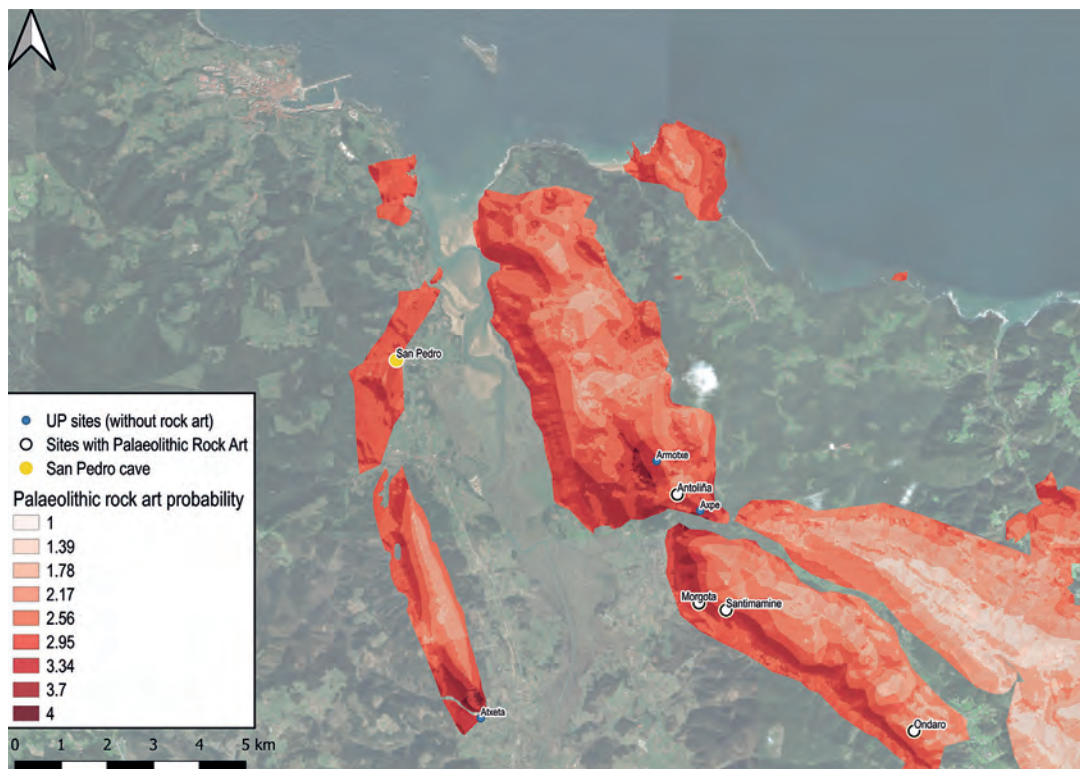 San Pedro
Armotxe
Antoliña
Axpe
Morgota
Santimamine
Ondaro
Atxeta
UP sites (without rock art)
Sites with Palaeolithic Rock Art
San Pedro cave
Palaeolithic rock art probability
1
1.39
1.78
2.17
2.56
2.95
3.34
3.7
4
0 1 2 3 4 5 km